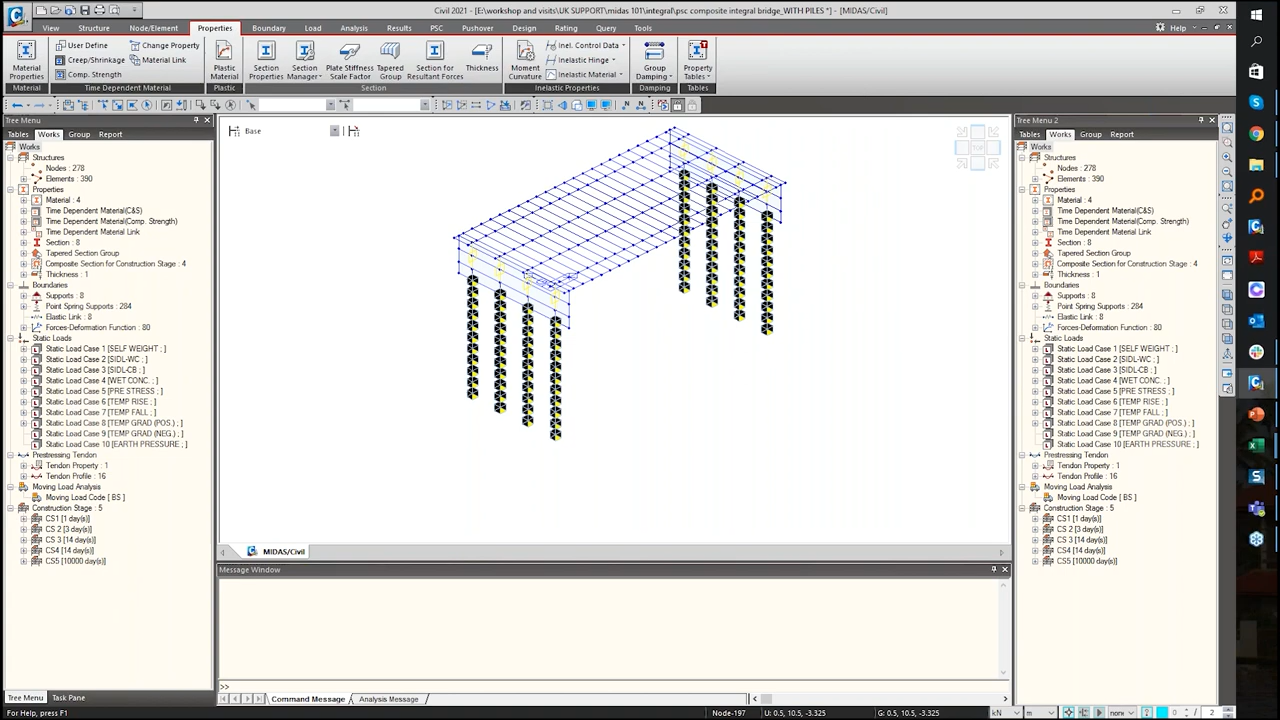 Civil 2021 - [E:\workshop and visits\UK SUPPORT\midas 101\integral\psc composite integral bridge_WITH PILES *] - [MIDAS/Civil]
View Structure Node/Element Properties Boundary Load Analysis Results PSC Pushover Design Rating Query Tools Help
Material Properties
Material
User Define
Creep/Shrinkage
Comp. Strength
Change Property
Material Link
Time Dependent Material
Plastic Material
Plastic
Section Properties
Section Manager
Plate Stiffness Scale Factor
Tapered Group
Section for Resultant Forces
Thickness
Section
Moment Curvature
Inel. Control Data
Inelastic Hinge
Inelastic Material
Inelastic Properties
Group Damping
Damping
Property Tables
Tables
Tree Menu
Tables Works Group Report
Works
Structures
Nodes : 278
Elements : 390
Properties
Material : 4
Time Dependent Material(C&S)
Time Dependent Material(Comp. Strength)
Time Dependent Material Link
Section : 8
Tapered Section Group
Composite Section for Construction Stage : 4
Thickness : 1
Boundaries
Supports : 8
Point Spring Supports : 284
Elastic Link : 8
Forces-Deformation Function : 80
Static Loads
Static Load Case 1 [SELF WEIGHT ; ]
Static Load Case 2 [SIDL-WC ; ]
Static Load Case 3 [SIDL-CB ; ]
Static Load Case 4 [WET CONC. ; ]
Static Load Case 5 [PRE STRESS ; ]
Static Load Case 6 [TEMP RISE ; ]
Static Load Case 7 [TEMP FALL ; ]
Static Load Case 8 [TEMP GRAD (POS.) ; ]
Static Load Case 9 [TEMP GRAD (NEG.) ; ]
Static Load Case 10 [EARTH PRESSURE ; ]
Prestressing Tendon
Tendon Property : 1
Tendon Profile : 16
Moving Load Analysis
Moving Load Code [ BS ]
Construction Stage : 5
CS1 [1 day(s)]
CS 2 [3 day(s)]
CS 3 [14 day(s)]
CS4 [14 day(s)]
CS5 [10000 day(s)]
Tree Menu Task Pane
Base
TOP
MIDAS/Civil
Message Window
>>
Command Message Analysis Message
Tree Menu 2
Tables Works Group Report
Works
Structures
Nodes : 278
Elements : 390
Properties
Material : 4
Time Dependent Material(C&S)
Time Dependent Material(Comp. Strength)
Time Dependent Material Link
Section : 8
Tapered Section Group
Composite Section for Construction Stage : 4
Thickness : 1
Boundaries
Supports : 8
Point Spring Supports : 284
Elastic Link : 8
Forces-Deformation Function : 80
Static Loads
Static Load Case 1 [SELF WEIGHT ; ]
Static Load Case 2 [SIDL-WC ; ]
Static Load Case 3 [SIDL-CB ; ]
Static Load Case 4 [WET CONC. ; ]
Static Load Case 5 [PRE STRESS ; ]
Static Load Case 6 [TEMP RISE ; ]
Static Load Case 7 [TEMP FALL ; ]
Static Load Case 8 [TEMP GRAD (POS.) ; ]
Static Load Case 9 [TEMP GRAD (NEG.) ; ]
Static Load Case 10 [EARTH PRESSURE ; ]
Prestressing Tendon
Tendon Property : 1
Tendon Profile : 16
Moving Load Analysis
Moving Load Code [ BS ]
Construction Stage : 5
CS1 [1 day(s)]
CS 2 [3 day(s)]
CS 3 [14 day(s)]
CS4 [14 day(s)]
CS5 [10000 day(s)]
For Help, press F1 Node-197 U: 0.5, 10.5, -3.325 G: 0.5, 10.5, -3.325 kN m none 0 / 2